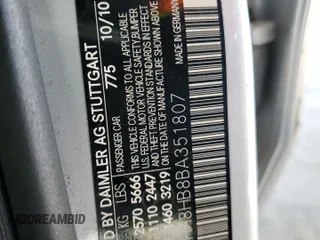 D BY DAIMLER AG STUTTGART
775 10/10
PASSENGER CAR MADE IN GERMANY
THIS VEHICLE CONFORMS TO ALL APPLICABLE
FEDERAL MOTOR VEHICLE SAFETY BUMPER
AND THEFT PREVENTION STANDARDS IN
EFFECT ON THE DATE OF
MANUFACTURE SHOWN ABOVE
KG LBS
2570 5666
1110 2447
1460 3219
HB8BA351807